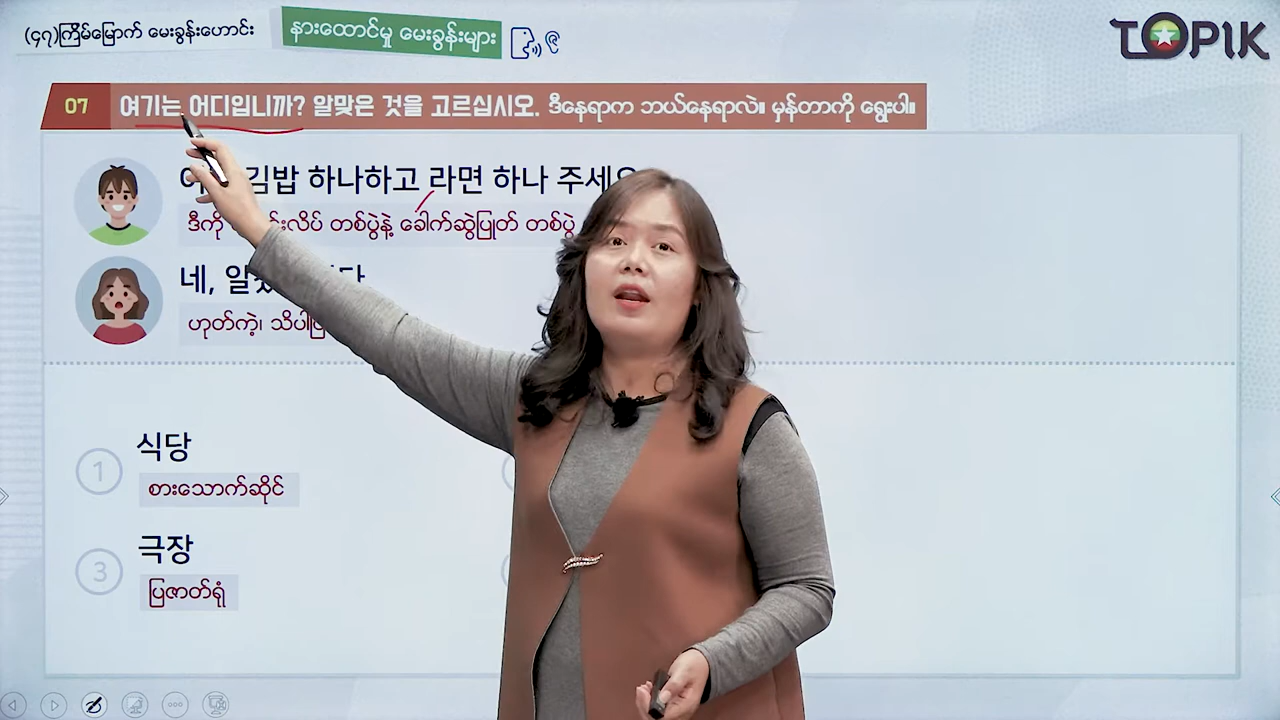 (၄၇)ကြိမ်မြောက် မေးခွန်းဟောင်း
နားထောင်မှု မေးခွန်းများ
TOPIK
07 여기는 어디입니까? 알맞은 것을 고르십시오. ဒီနေရာက ဘယ်နေရာလဲ။ မှန်တာကို ရွေးပါ။
김밥 하나하고 라면 하나 주세요
ဒီကို တစ်ပွဲနဲ့ ခေါက်ဆွဲပြုတ် တစ်ပွဲ
네,
ဟုတ်ကဲ့၊
1 식당
စားသောက်ဆိုင်
3 극장
ပြဇာတ်ရုံ